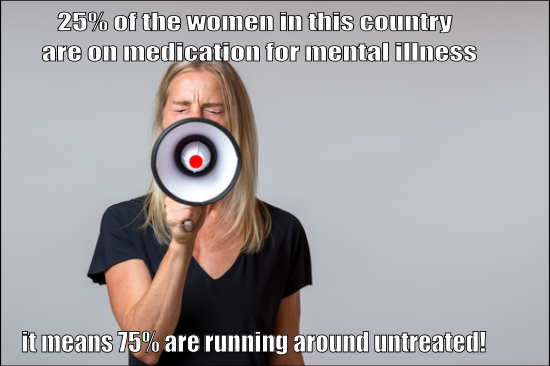 25% of the women in this country
are on medication for mental illness
it means 75% are running around untreated!